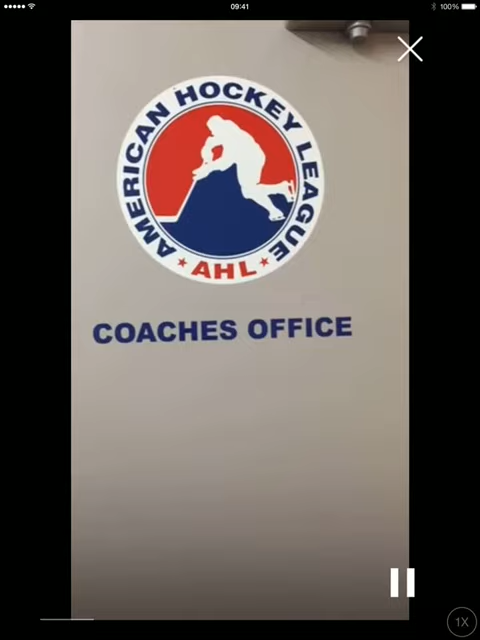 09:41
100%
AMERICAN HOCKEY LEAGUE
AHL
COACHES OFFICE
1X